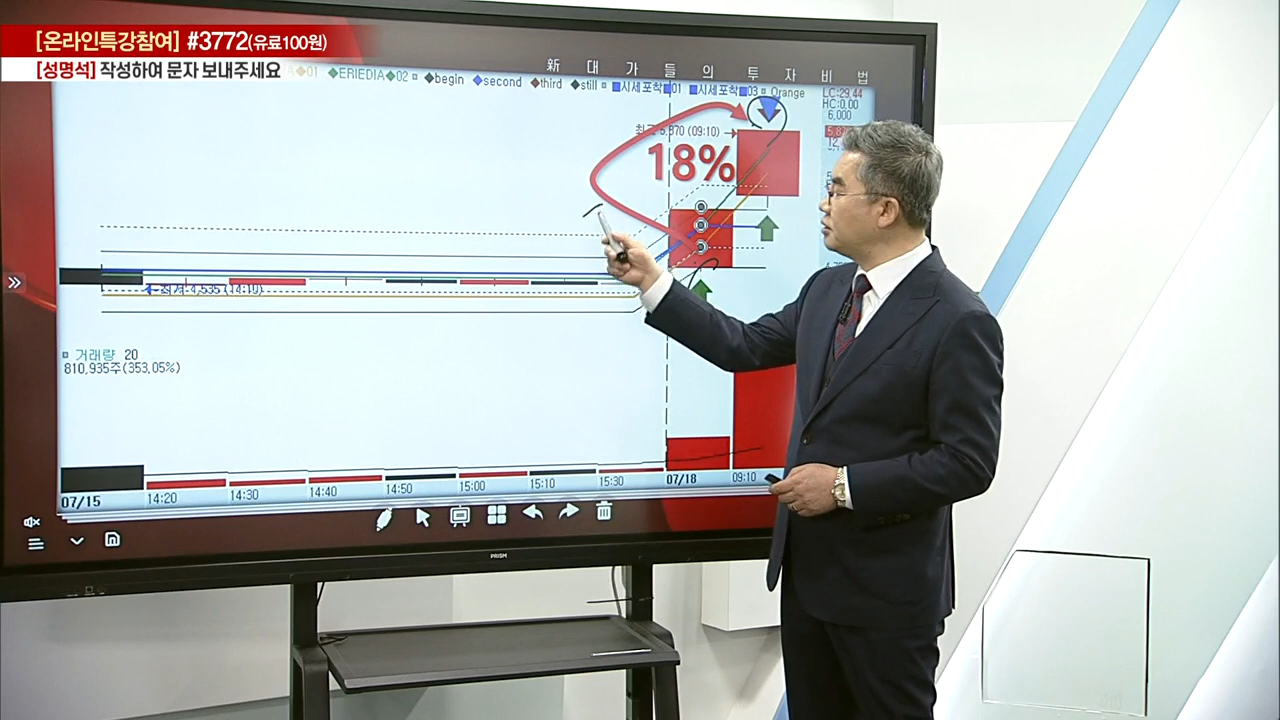 [온라인특강참여] #3772(유료100원)
[성명석] 작성하여 문자 보내주세요
新 대 가 들 의 투 자 비 법
01 ERIEDIA 02 begin second third still 시세포착 01 시세포착 03 Orange
LC:29.44
HC:0.00
6,000
최고 5,870 (09:10)
18%
최저 4,535 (14:10)
거래량 20
810,935주(353.05%)
07/15 14:20 14:30 14:40 14:50 15:00 15:10 15:30 07/18 09:10
PRISM